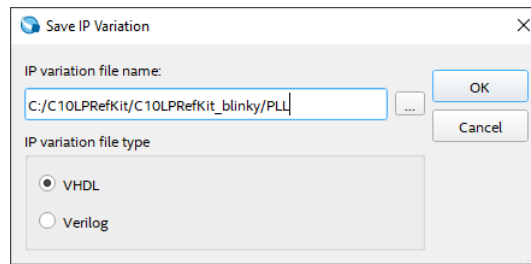 Save IP Variation
IP variation file name:
C:/C10LPRefKit/C10LPRefKit_blinky/PLL
...
OK
Cancel
IP variation file type
VHDL
Verilog